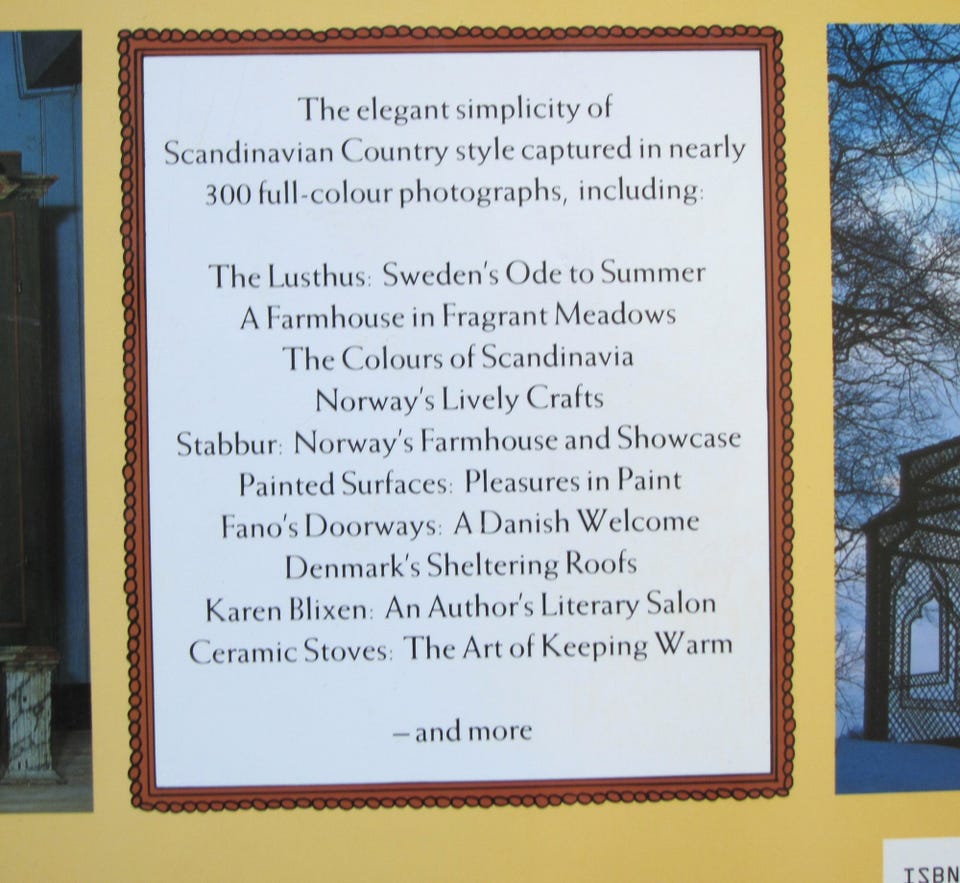 The elegant simplicity of
Scandinavian Country style captured in nearly
300 full-colour photographs, including:
The Lusthus: Sweden's Ode to Summer
A Farmhouse in Fragrant Meadows
The Colours of Scandinavia
Norway's Lively Crafts
Stabbur: Norway's Farmhouse and Showcase
Painted Surfaces: Pleasures in Paint
Fano's Doorways: A Danish Welcome
Denmark's Sheltering Roofs
Karen Blixen: An Author's Literary Salon
Ceramic Stoves: The Art of Keeping Warm
– and more
ISBN